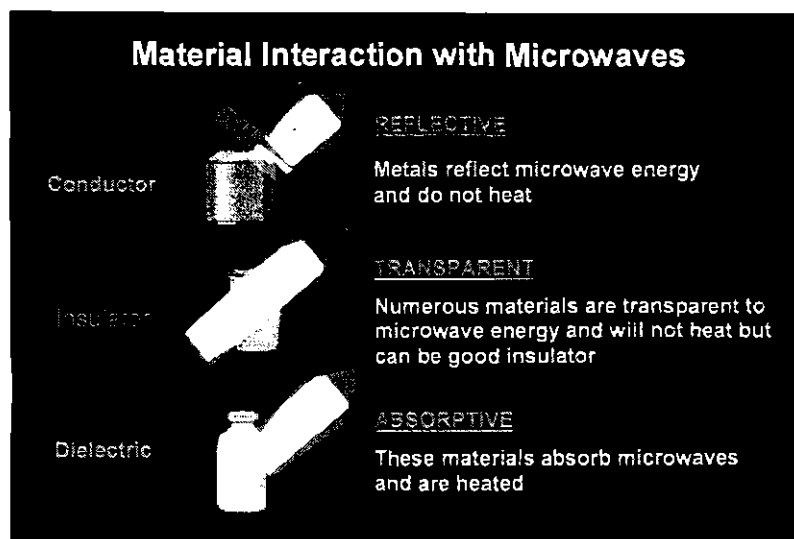 Material Interaction with Microwaves
REFLECTIVE
Conductor
Metals reflect microwave energy
and do not heat
TRANSPARENT
Insulator
Numerous materials are transparent to
microwave energy and will not heat but
can be good insulator
ABSORPTIVE
Dielectric
These materials absorb microwaves
and are heated